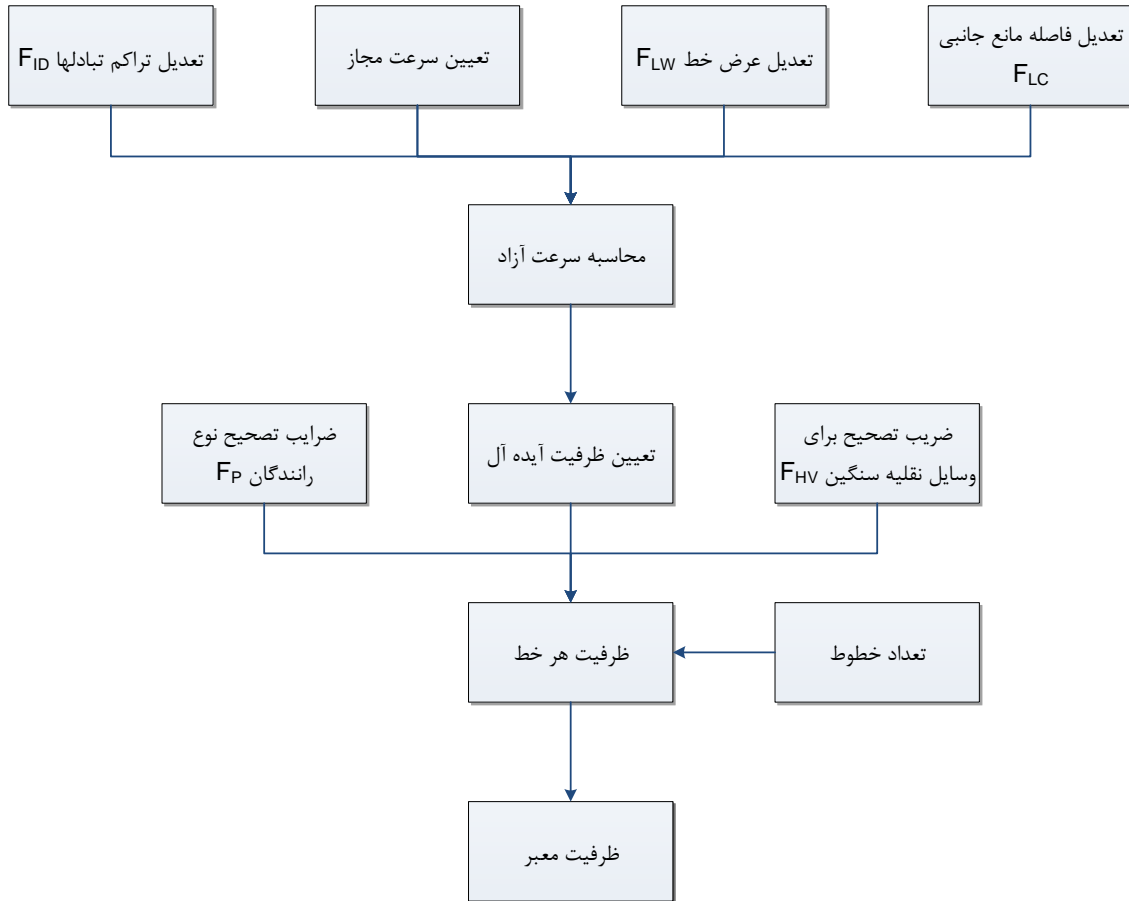 تعدیل فاصله مانع جانبی
FLC
تعدیل عرض خط FLW
تعیین سرعت مجاز
تعدیل تراکم تبادلها FID
محاسبه سرعت آزاد
ضریب تصحیح برای
وسایل نقلیه سنگین FHV
تعیین ظرفیت آیده آل
ضرایب تصحیح نوع
رانندگان FP
تعداد خطوط
ظرفیت هر خط
ظرفیت معبر